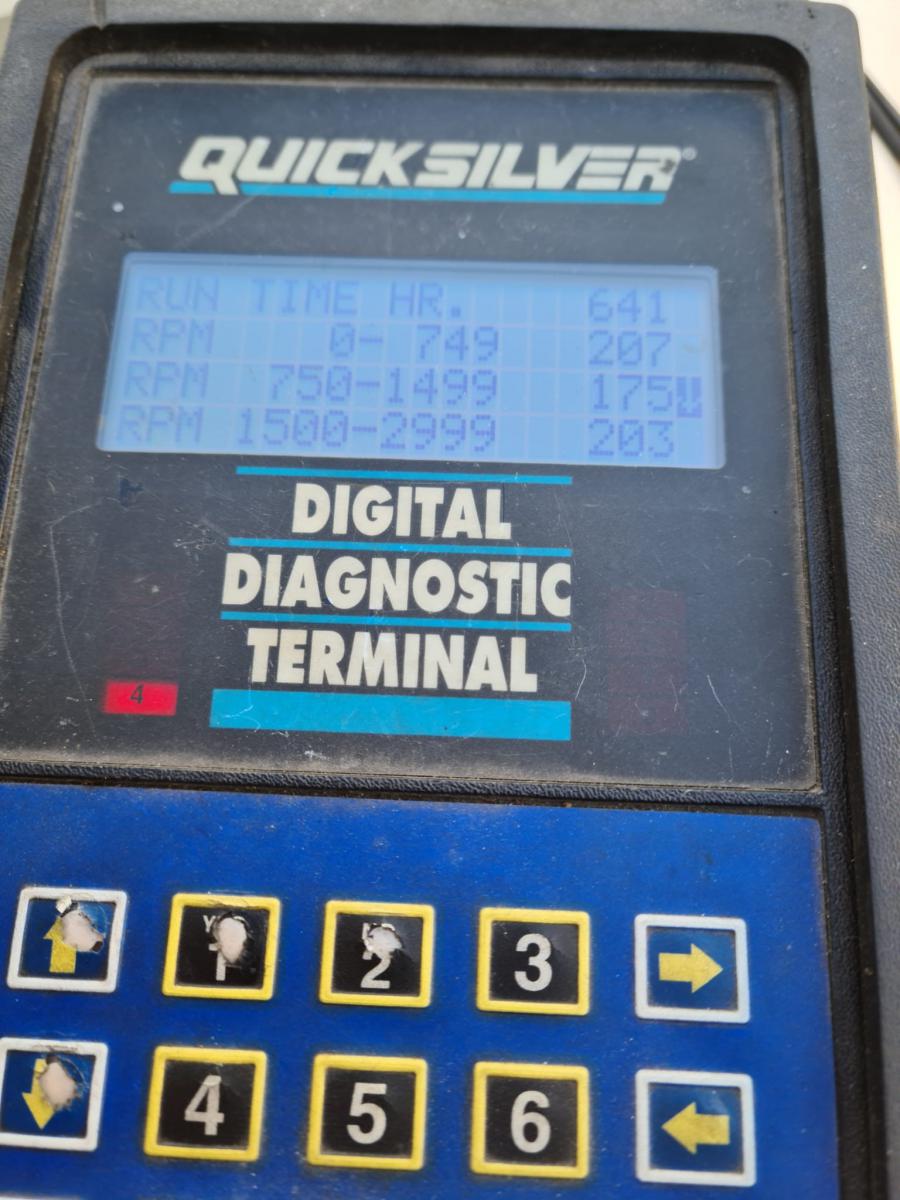 QUICKSILVER®
RUN TIME HR. 641
RPM 0- 749 207
RPM 750-1499 175
RPM 1500-2999 203
DIGITAL
DIAGNOSTIC
TERMINAL
4
1 2 3
4 5 6